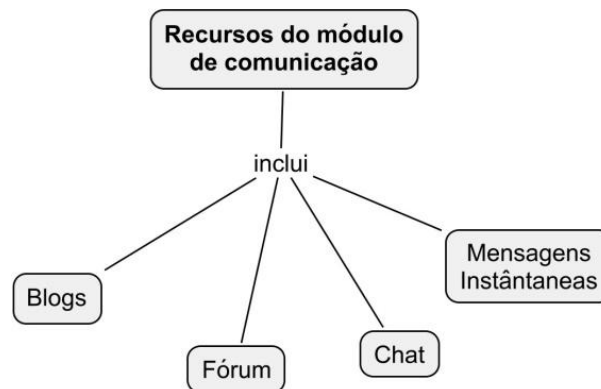 Recursos do módulo
de comunicação
inclui
Blogs
Fórum
Chat
Mensagens
Instântaneas